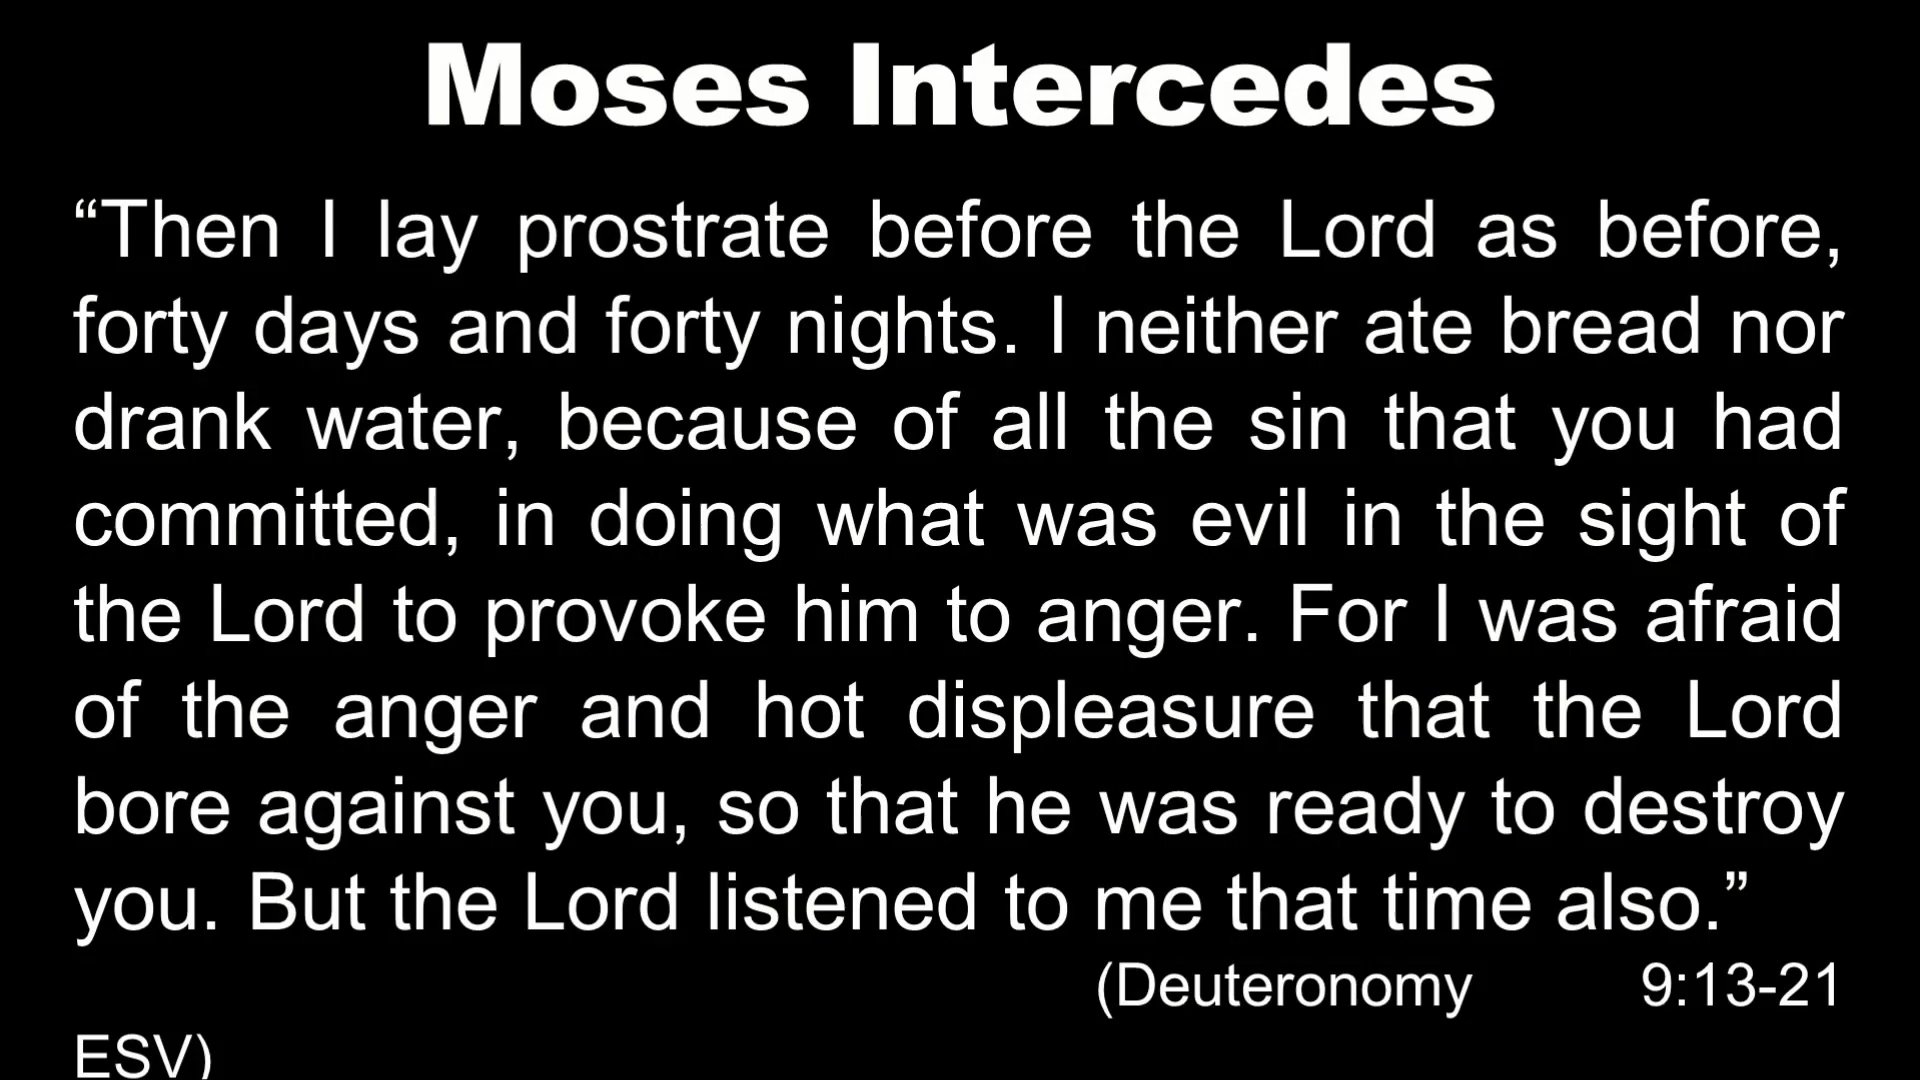 Moses Intercedes
“Then I lay prostrate before the Lord as before,
forty days and forty nights. I neither ate bread nor
drank water, because of all the sin that you had
committed, in doing what was evil in the sight of
the Lord to provoke him to anger. For I was afraid
of the anger and hot displeasure that the Lord
bore against you, so that he was ready to destroy
you. But the Lord listened to me that time also.”
(Deuteronomy 9:13-21
ESV)